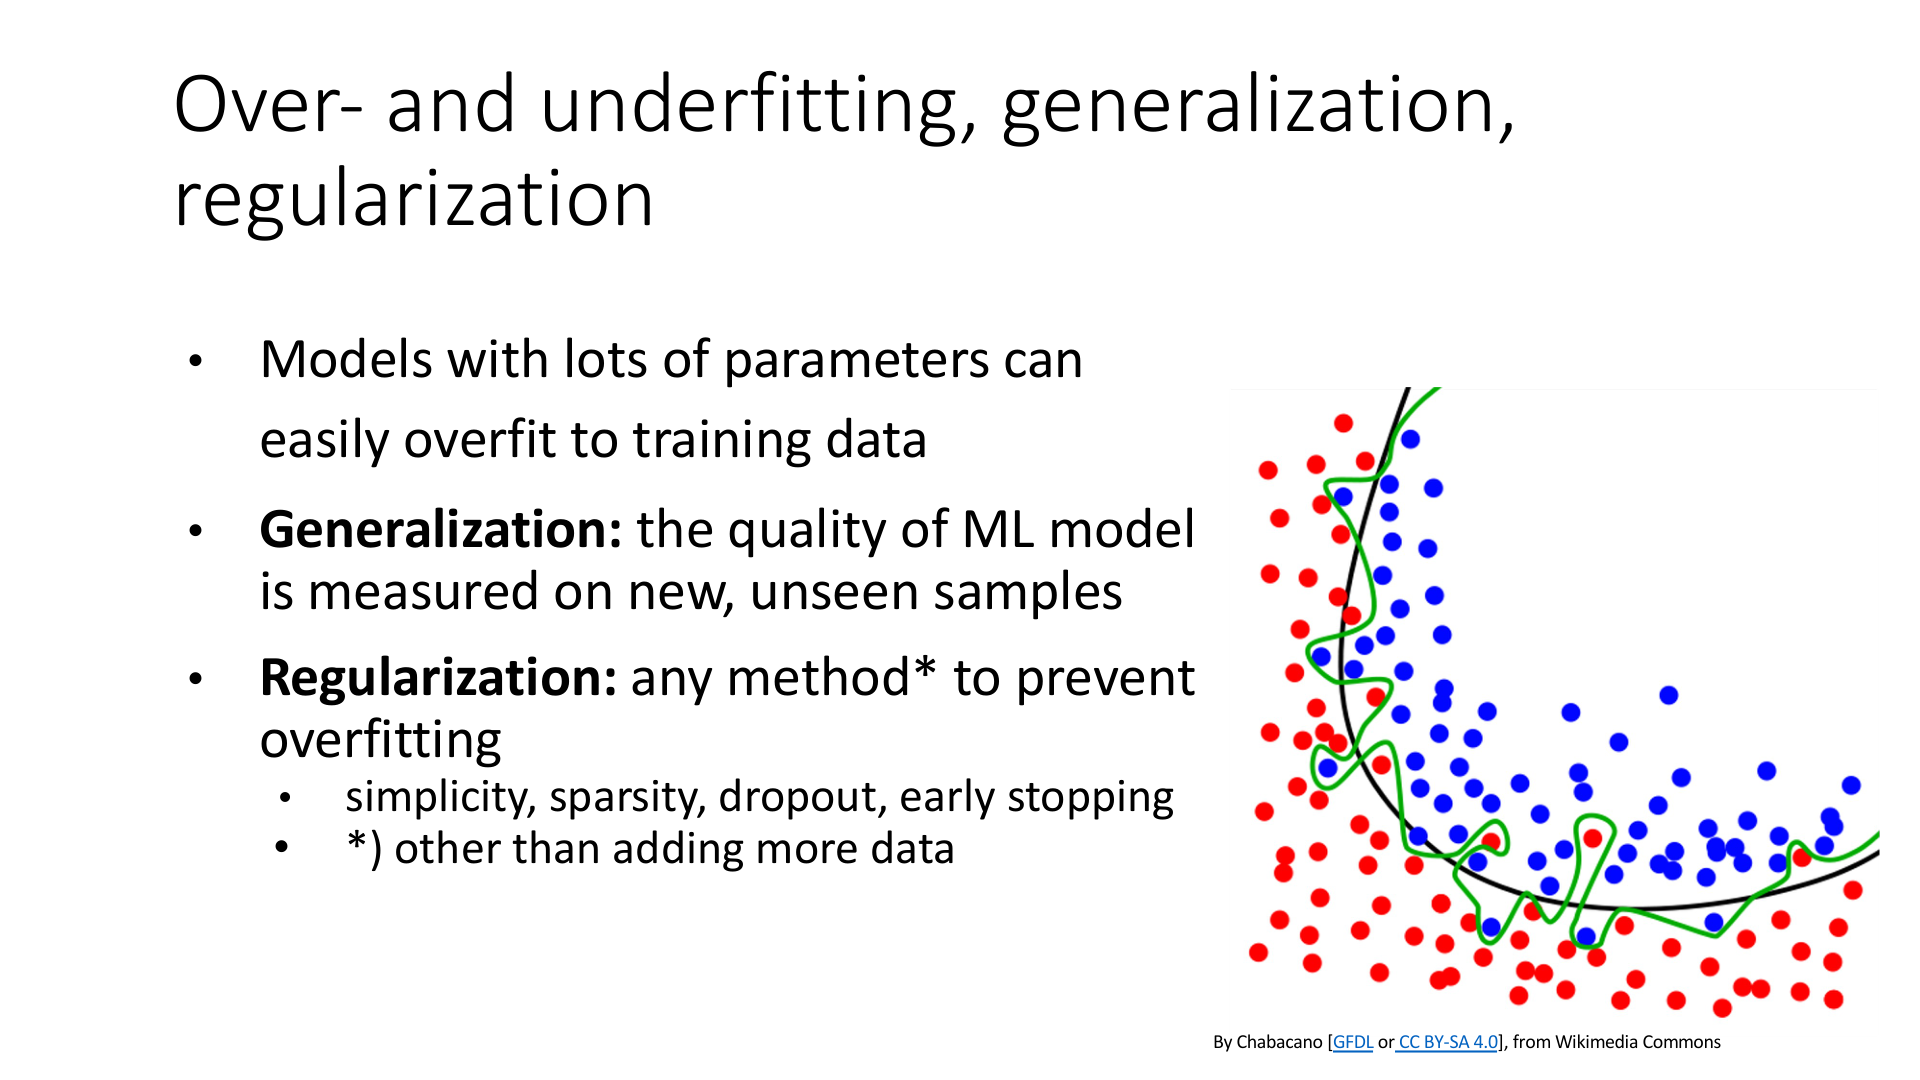 Over- and underfitting, generalization,
regularization
• Models with lots of parameters can
easily overfit to training data
• Generalization: the quality of ML model
is measured on new, unseen samples
• Regularization: any method* to prevent
overfitting
• simplicity, sparsity, dropout, early stopping
• *) other than adding more data
By Chabacano [GFDL or CC BY-SA 4.0], from Wikimedia Commons